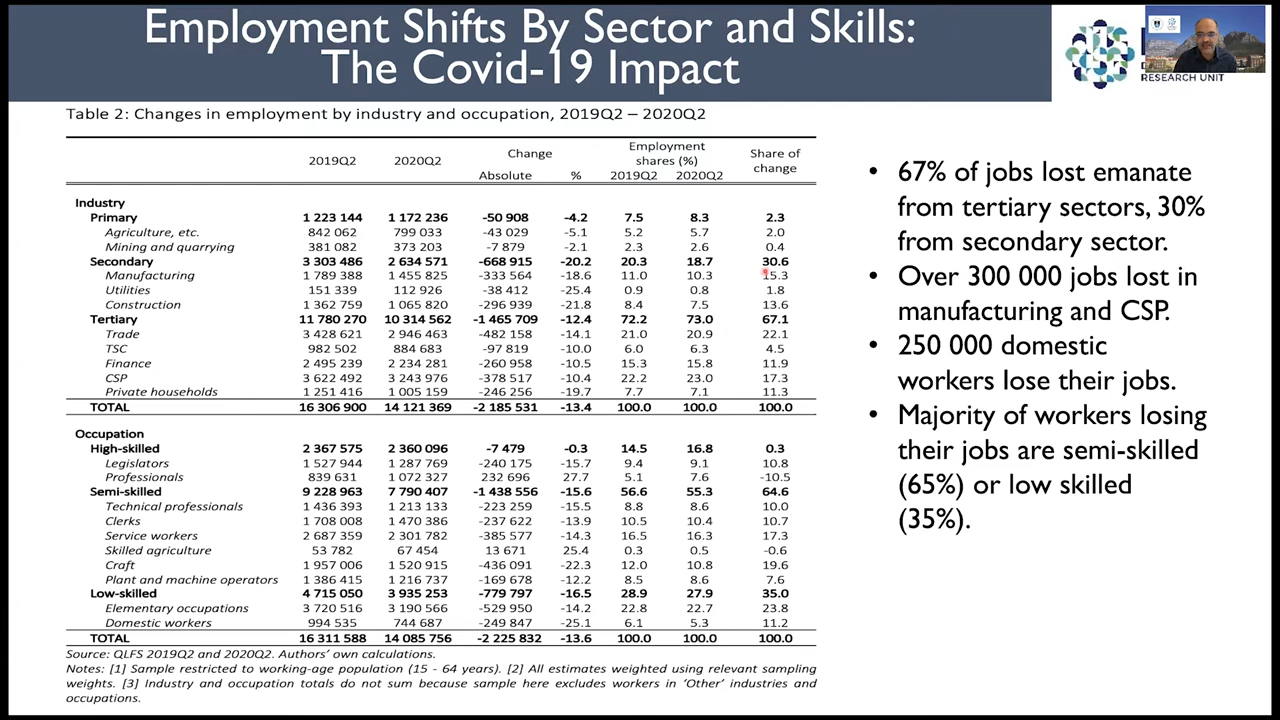 Employment Shifts By Sector and Skills:
The Covid-19 Impact
RESEARCH UNIT
Table 2: Changes in employment by industry and occupation, 2019Q2 – 2020Q2
2019Q2 2020Q2 Change Employment shares (%) Share of change
Absolute % 2019Q2 2020Q2
Industry
Primary 1 223 144 1 172 236 -50 908 -4.2 7.5 8.3 2.3
Agriculture, etc. 842 062 799 033 -43 029 -5.1 5.2 5.7 2.0
Mining and quarrying 381 082 373 203 -7 879 -2.1 2.3 2.6 0.4
Secondary 3 303 486 2 634 571 -668 915 -20.2 20.3 18.7 30.6
Manufacturing 1 789 388 1 455 825 -333 564 -18.6 11.0 10.3 15.3
Utilities 151 339 112 926 -38 412 -25.4 0.9 0.8 1.8
Construction 1 362 759 1 065 820 -296 939 -21.8 8.4 7.5 13.6
Tertiary 11 780 270 10 314 562 -1 465 709 -12.4 72.2 73.0 67.1
Trade 3 428 621 2 946 463 -482 158 -14.1 21.0 20.9 22.1
TSC 982 502 884 683 -97 819 -10.0 6.0 6.3 4.5
Finance 2 495 239 2 234 281 -260 958 -10.5 15.3 15.8 11.9
CSP 3 622 492 3 243 976 -378 517 -10.4 22.2 23.0 17.3
Private households 1 251 416 1 005 159 -246 256 -19.7 7.7 7.1 11.3
TOTAL 16 306 900 14 121 369 -2 185 531 -13.4 100.0 100.0 100.0
Occupation
High-skilled 2 367 575 2 360 096 -7 479 -0.3 14.5 16.8 0.3
Legislators 1 527 944 1 287 769 -240 175 -15.7 9.4 9.1 10.8
Professionals 839 631 1 072 327 232 696 27.7 5.1 7.6 -10.5
Semi-skilled 9 228 963 7 790 407 -1 438 556 -15.6 56.6 55.3 64.6
Technical professionals 1 436 393 1 213 133 -223 259 -15.5 8.8 8.6 10.0
Clerks 1 708 008 1 470 386 -237 622 -13.9 10.5 10.4 10.7
Service workers 2 687 359 2 301 782 -385 577 -14.3 16.5 16.3 17.3
Skilled agriculture 53 782 67 454 13 671 25.4 0.3 0.5 -0.6
Craft 1 957 006 1 520 915 -436 091 -22.3 12.0 10.8 19.6
Plant and machine operators 1 386 415 1 216 737 -169 678 -12.2 8.5 8.6 7.6
Low-skilled 4 715 050 3 935 253 -779 797 -16.5 28.9 27.9 35.0
Elementary occupations 3 720 516 3 190 566 -529 950 -14.2 22.8 22.7 23.8
Domestic workers 994 535 744 687 -249 847 -25.1 6.1 5.3 11.2
TOTAL 16 311 588 14 085 756 -2 225 832 -13.6 100.0 100.0 100.0
Source: QLFS 2019Q2 and 2020Q2. Authors' own calculations.
Notes: [1] Sample restricted to working-age population (15 - 64 years). [2] All estimates weighted using relevant sampling
weights. [3] Industry and occupation totals do not sum because sample here excludes workers in 'Other' industries and
occupations.
• 67% of jobs lost emanate
from tertiary sectors, 30%
from secondary sector.
• Over 300 000 jobs lost in
manufacturing and CSP.
• 250 000 domestic
workers lose their jobs.
• Majority of workers losing
their jobs are semi-skilled
(65%) or low skilled
(35%).